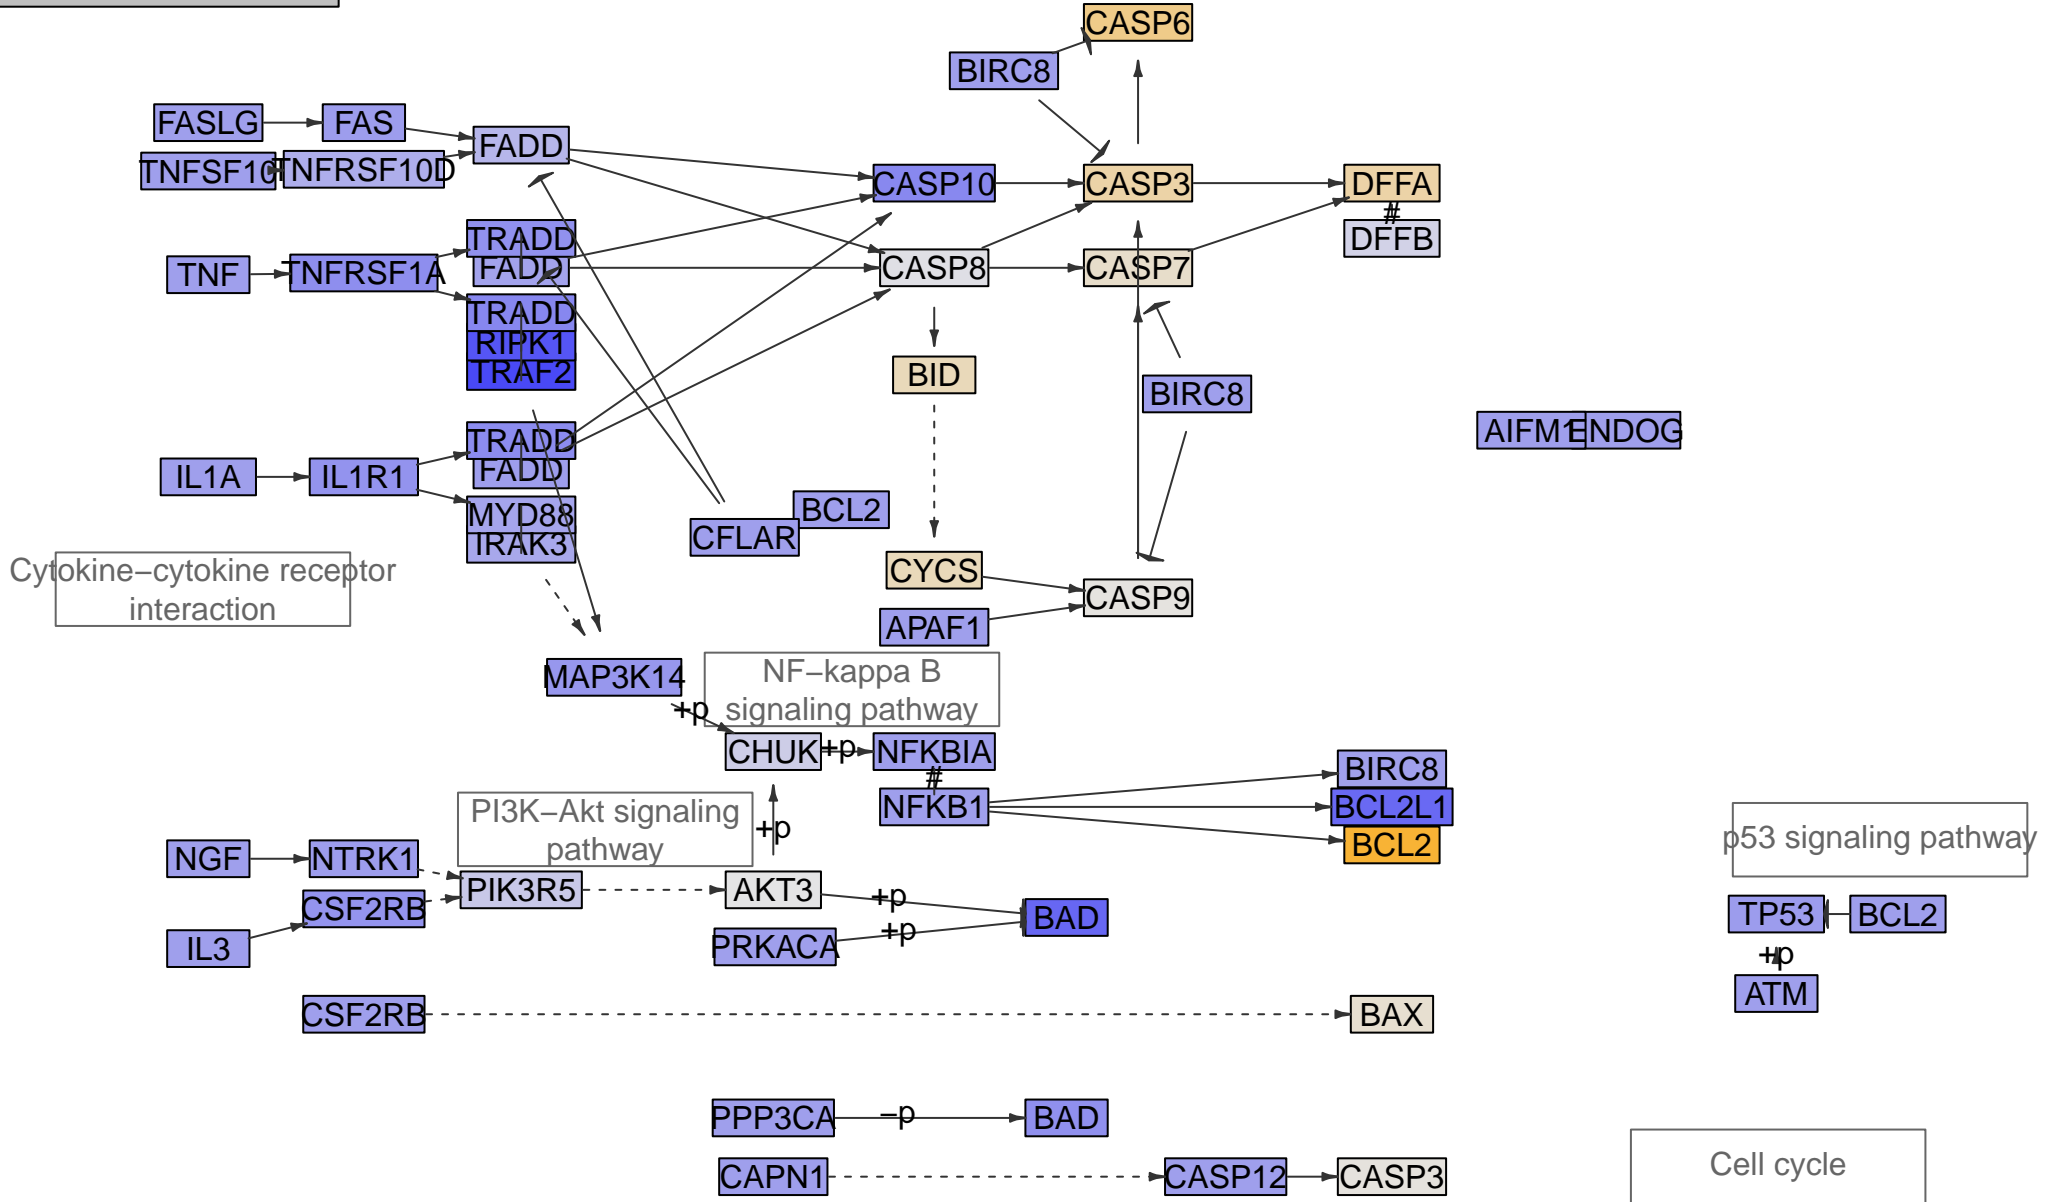 CASP6
BIRC8
FASLG
FAS
FADD
TNFSF10
TNFRSF10D
CASP10
CASP3
DFFA
#
DFFB
TRADD
FADD
TNF
TNFRSF1A
CASP8
CASP7
TRADD
RIPK1
TRAF2
BID
BIRC8
TRADD
FADD
AIFM1
ENDOG
IL1A
IL1R1
MYD88
IRAK3
BCL2
CFLAR
Cytokine–cytokine receptor
interaction
CYCS
CASP9
APAF1
MAP3K14
NF–kappa B
signaling pathway
+p
CHUK
+p
NFKBIA
#
NFKB1
BIRC8
BCL2L1
BCL2
PI3K–Akt signaling
pathway
+p
p53 signaling pathway
NGF
NTRK1
PIK3R5
AKT3
+p
BAD
CSF2RB
IL3
PRKACA
+p
TP53
BCL2
+p
ATM
CSF2RB
BAX
PPP3CA
–p
BAD
CAPN1
CASP12
CASP3
Cell cycle